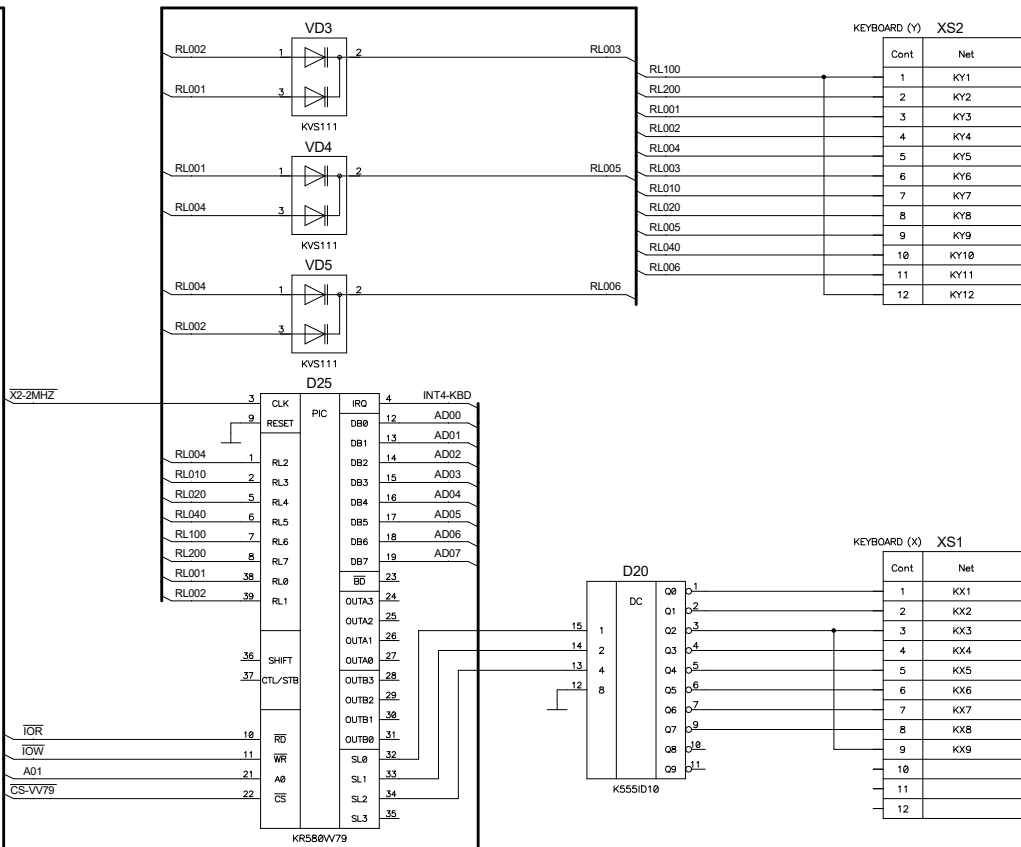 VD3
RL002 1 2 RL003
RL001 3
KVS111
VD4
RL001 1 2 RL005
RL004 3
KVS111
VD5
RL004 1 2 RL006
RL002 3
KVS111
KEYBOARD (Y) XS2
Cont Net
RL100 1 KY1
RL200 2 KY2
RL001 3 KY3
RL002 4 KY4
RL004 5 KY5
RL003 6 KY6
RL010 7 KY7
RL020 8 KY8
RL005 9 KY9
RL040 10 KY10
RL006 11 KY11
12 KY12
D25
X2-2MHZ 3 CLK PIC IRQ 4 INT4-KBD
9 RESET DB0 12 AD00
DB1 13 AD01
RL004 1 RL2 DB2 14 AD02
RL010 2 RL3 DB3 15 AD03
RL020 5 RL4 DB4 16 AD04
RL040 6 RL5 DB5 17 AD05
RL100 7 RL6 DB6 18 AD06
RL200 8 RL7 DB7 19 AD07
RL001 38 RL0 BD 23
RL002 39 RL1 OUTA3 24
OUTA2 25
OUTA1 26
36 SHIFT OUTA0 27
37 CTL/STB OUTB3 28
OUTB2 29
OUTB1 30
IOR 10 RD OUTB0 31
IOW 11 WR SL0 32
A01 21 A0 SL1 33
CS-VV79 22 CS SL2 34
SL3 35
KR580VV79
D20
DC Q0 1
Q1 2
15 1 Q2 3
14 2 Q3 4
13 4 Q4 5
12 8 Q5 6
Q6 7
Q7 9
Q8 10
Q9 11
K555ID10
KEYBOARD (X) XS1
Cont Net
1 KX1
2 KX2
3 KX3
4 KX4
5 KX5
6 KX6
7 KX7
8 KX8
9 KX9
10
11
12